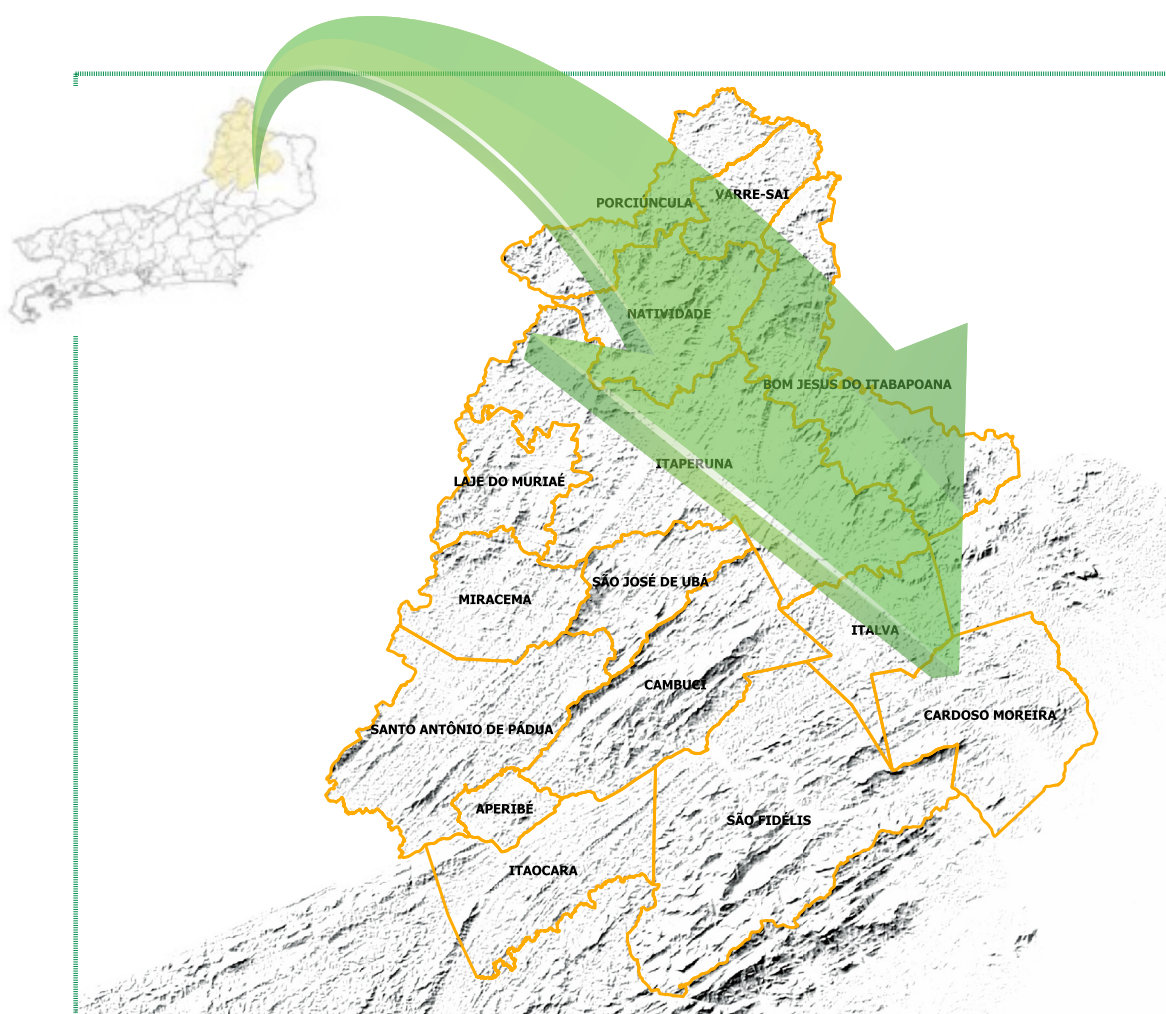 VARRE-SAI
PORCIÚNCULA
NATIVIDADE
BOM JESUS DO ITABAPOANA
ITAPERUNA
LAJE DO MURIAÉ
SÃO JOSÉ DE UBÁ
MIRACEMA
ITALVA
CAMBUCI
CARDOSO MOREIRA
SANTO ANTÔNIO DE PÁDUA
APERIBÉ
SÃO FIDÉLIS
ITAOCARA